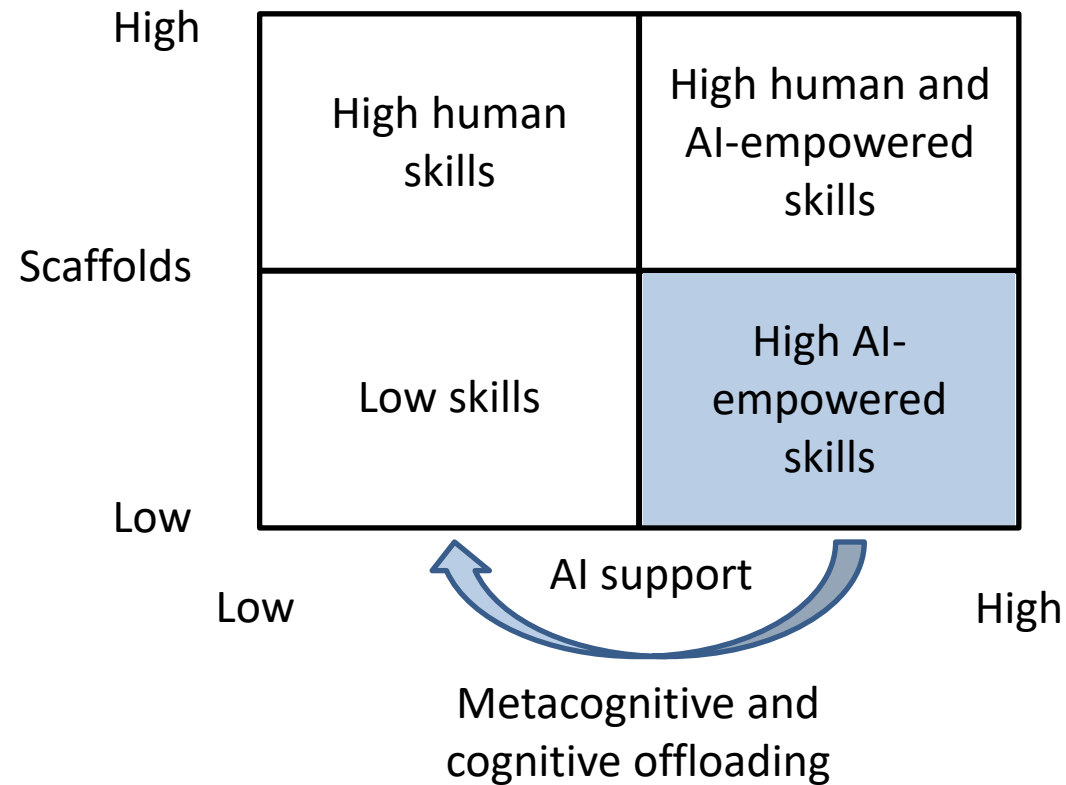 High
High human
skills
High human and
AI-empowered
skills
Scaffolds
Low skills
High AI-
empowered
skills
Low
AI support
Low
High
Metacognitive and
cognitive offloading